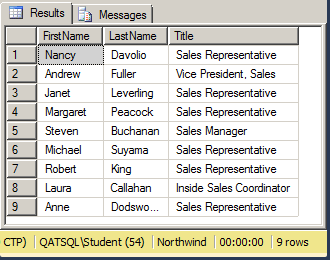 Results Messages
FirstName LastName Title
1 Nancy Davolio Sales Representative
2 Andrew Fuller Vice President, Sales
3 Janet Leverling Sales Representative
4 Margaret Peacock Sales Representative
5 Steven Buchanan Sales Manager
6 Michael Suyama Sales Representative
7 Robert King Sales Representative
8 Laura Callahan Inside Sales Coordinator
9 Anne Dodswo... Sales Representative
CTP) QATSQL\Student (54) Northwind 00:00:00 9 rows